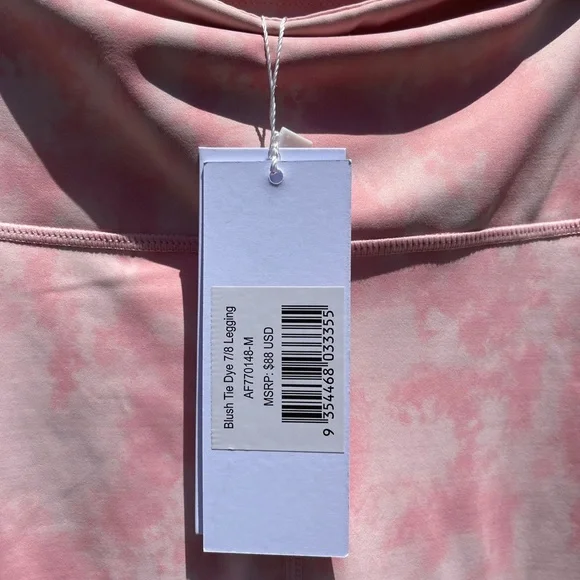 Blush Tie Dye 7/8 Legging
AF770148-M
MSRP: $88 USD
9 354468 033355